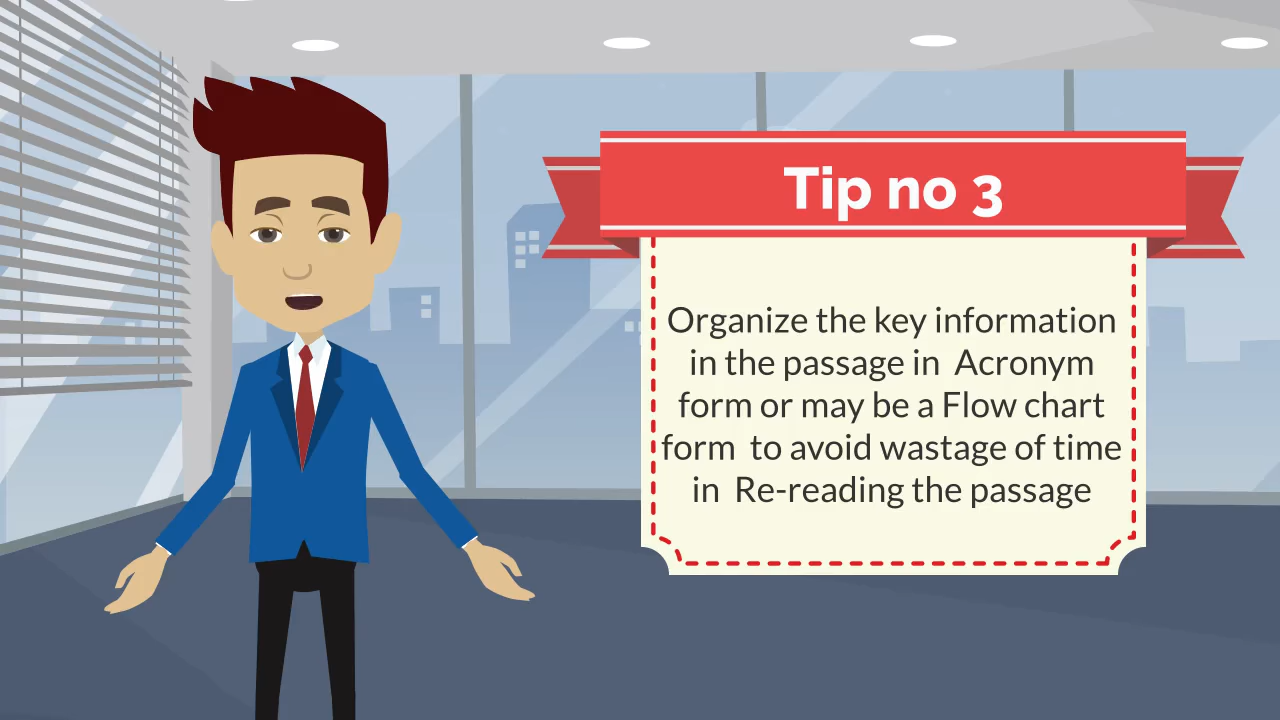 Tip no 3
Organize the key information
in the passage in Acronym
form or may be a Flow chart
form to avoid wastage of time
in Re-reading the passage